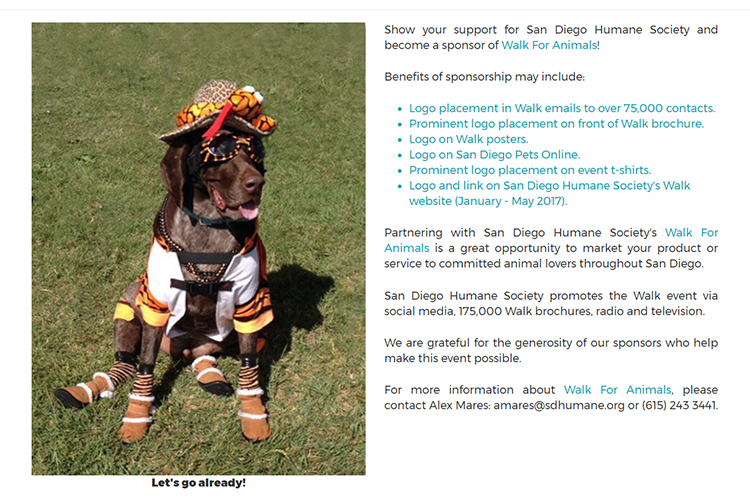 Show your support for San Diego Humane Society and
become a sponsor of Walk For Animals!
Benefits of sponsorship may include:
• Logo placement in Walk emails to over 75,000 contacts.
• Prominent logo placement on front of Walk brochure.
• Logo on Walk posters.
• Logo on San Diego Pets Online.
• Prominent logo placement on event t-shirts.
• Logo and link on San Diego Humane Society's Walk
website (January - May 2017).
Partnering with San Diego Humane Society's Walk For
Animals is a great opportunity to market your product or
service to committed animal lovers throughout San Diego.
San Diego Humane Society promotes the Walk event via
social media, 175,000 Walk brochures, radio and television.
We are grateful for the generosity of our sponsors who help
make this event possible.
For more information about Walk For Animals, please
contact Alex Mares: amares@sdhumane.org or (615) 243 3441.
Let's go already!